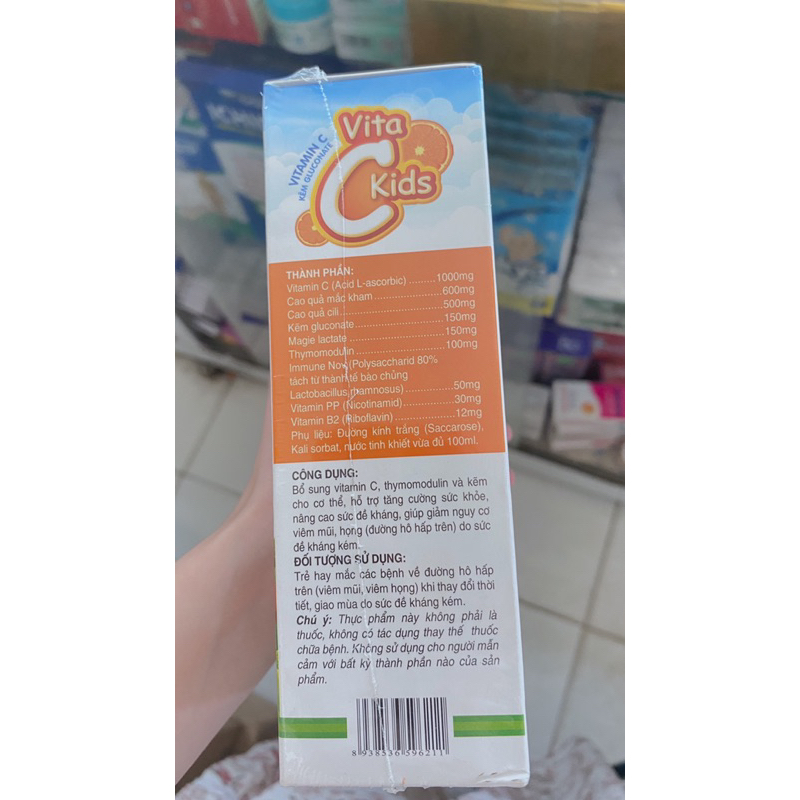 Vita
C
Kids
VITAMIN C
KẼM GLUCONATE
THÀNH PHẦN:
Vitamin C (Acid L-ascorbic) .........1000mg
Cao quả mắc kham.......................600mg
Cao quả cili...................................500mg
Kẽm gluconate..............................150mg
Magie lactate ................................150mg
Thymomodulin..............................100mg
Immune Nov (Polysaccharid 80%
tách từ thành tế bào chủng
Lactobacillus rhamnosus)................50mg
Vitamin PP (Nicotinamid).................30mg
Vitamin B2 (Riboflavin) ....................12mg
Phụ liệu: Đường kính trắng (Saccarose),
Kali sorbat, nước tinh khiết vừa đủ 100ml.
CÔNG DỤNG:
Bổ sung vitamin C, thymomodulin và kẽm
cho cơ thể, hỗ trợ tăng cường sức khỏe,
nâng cao sức đề kháng, giúp giảm nguy cơ
viêm mũi, họng (đường hô hấp trên) do sức
đề kháng kém.
ĐỐI TƯỢNG SỬ DỤNG:
Trẻ hay mắc các bệnh về đường hô hấp
trên (viêm mũi, viêm họng) khi thay đổi thời
tiết, giao mùa do sức đề kháng kém.
Chú ý: Thực phẩm này không phải là
thuốc, không có tác dụng thay thế thuốc
chữa bệnh. Không sử dụng cho người mẫn
cảm với bất kỳ thành phần nào của sản
phẩm.
8 938536 596211